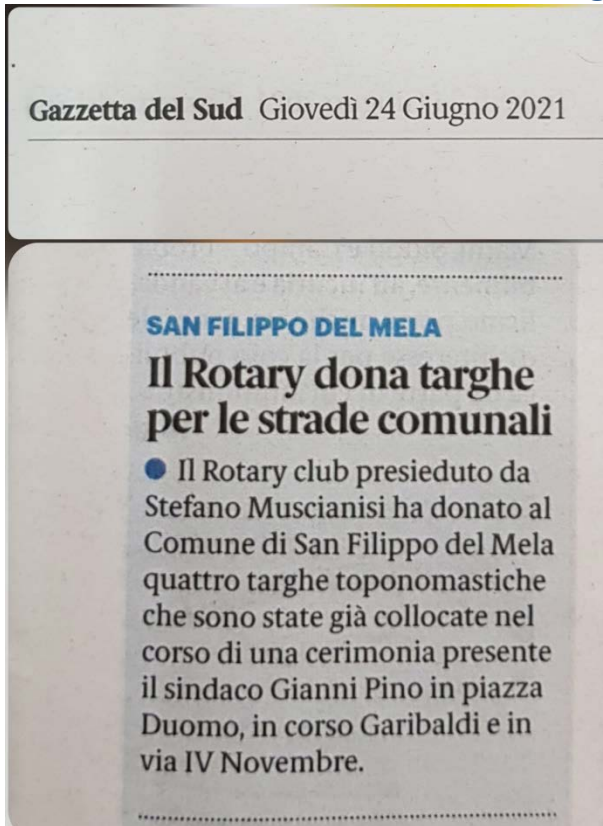 Gazzetta del Sud Giovedì 24 Giugno 2021
SAN FILIPPO DEL MELA
Il Rotary dona targhe
per le strade comunali
● Il Rotary club presieduto da
Stefano Muscianisi ha donato al
Comune di San Filippo del Mela
quattro targhe toponomastiche
che sono state già collocate nel
corso di una cerimonia presente
il sindaco Gianni Pino in piazza
Duomo, in corso Garibaldi e in
via IV Novembre.